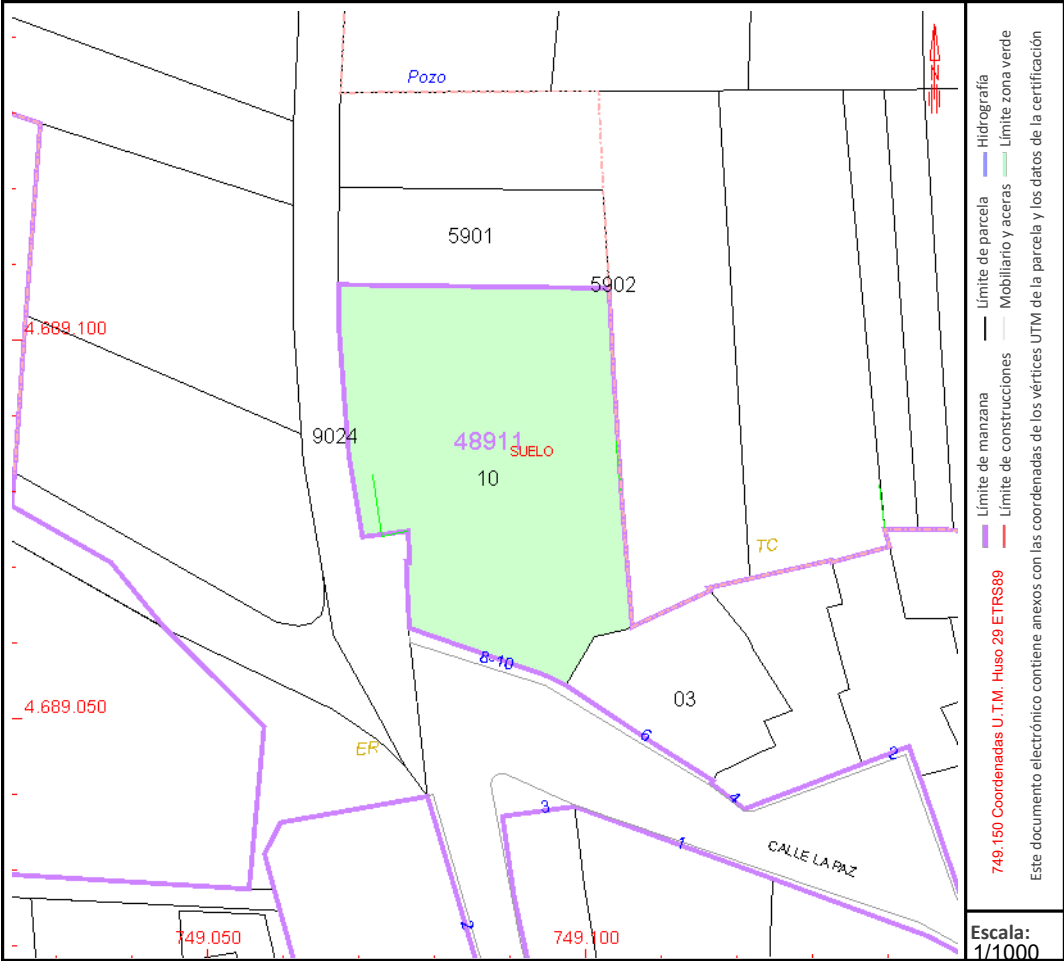 Pozo
N
5901
5902
4.689.100
9024
48911
SUELO
10
TC
8-10
03
4.689.050
6
ER
2
4
3
1
CALLE LA PAZ
2
749.050
749.100
Límite de manzana
Límite de parcela
Hidrografía
Límite de construcciones
Mobiliario y aceras
Límite zona verde
749.150 Coordenadas U.T.M. Huso 29 ETRS89
Este documento electrónico contiene anexos con las coordenadas de los vértices UTM de la parcela y los datos de la certificación
Escala:
1/1000